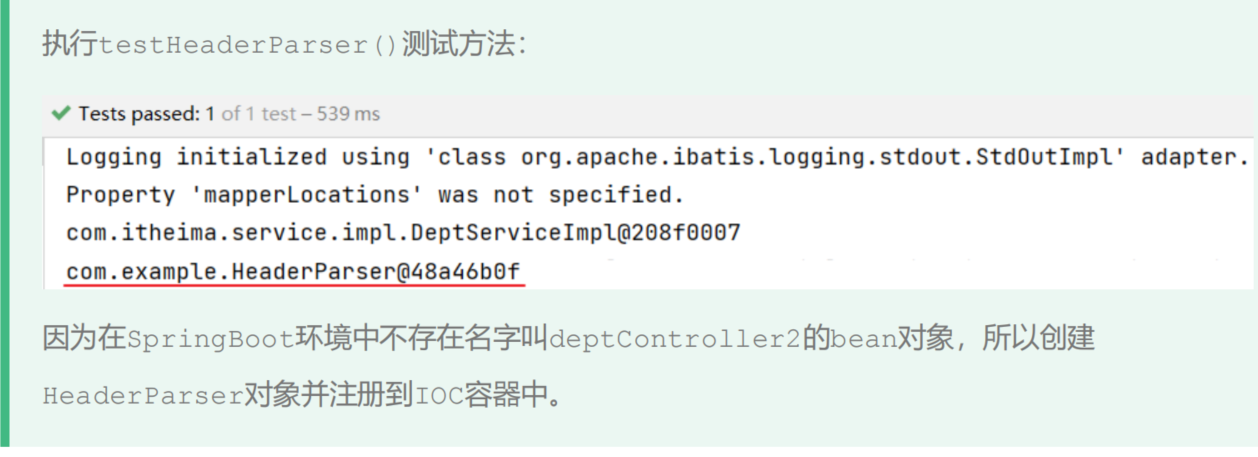 执行testHeaderParser()测试方法：
Tests passed: 1 of 1 test – 539 ms
Logging initialized using 'class org.apache.ibatis.logging.stdout.StdOutImpl' adapter.
Property 'mapperLocations' was not specified.
com.itheima.service.impl.DeptServiceImpl@208f0007
com.example.HeaderParser@48a46b0f
因为在SpringBoot环境中不存在名字叫deptController2的bean对象，所以创建
HeaderParser对象并注册到IOC容器中。